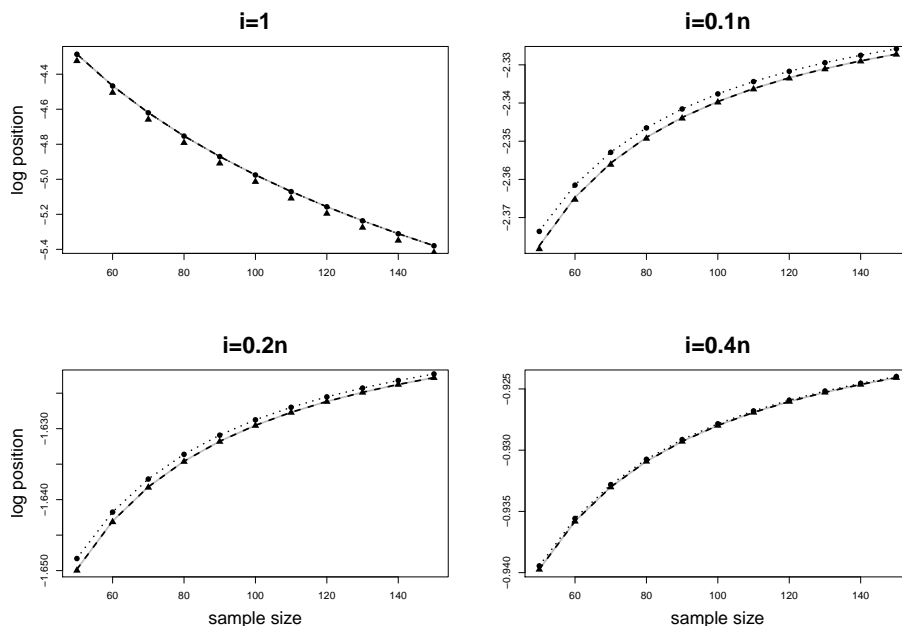 i=1
i=0.1n
log position
-4.4
-4.6
-4.8
-5.0
-5.2
-5.4
60 80 100 120 140
-2.33
-2.34
-2.35
-2.36
-2.37
60 80 100 120 140
i=0.2n
i=0.4n
log position
-1.630
-1.640
-1.650
60 80 100 120 140
sample size
-0.925
-0.930
-0.935
-0.940
60 80 100 120 140
sample size